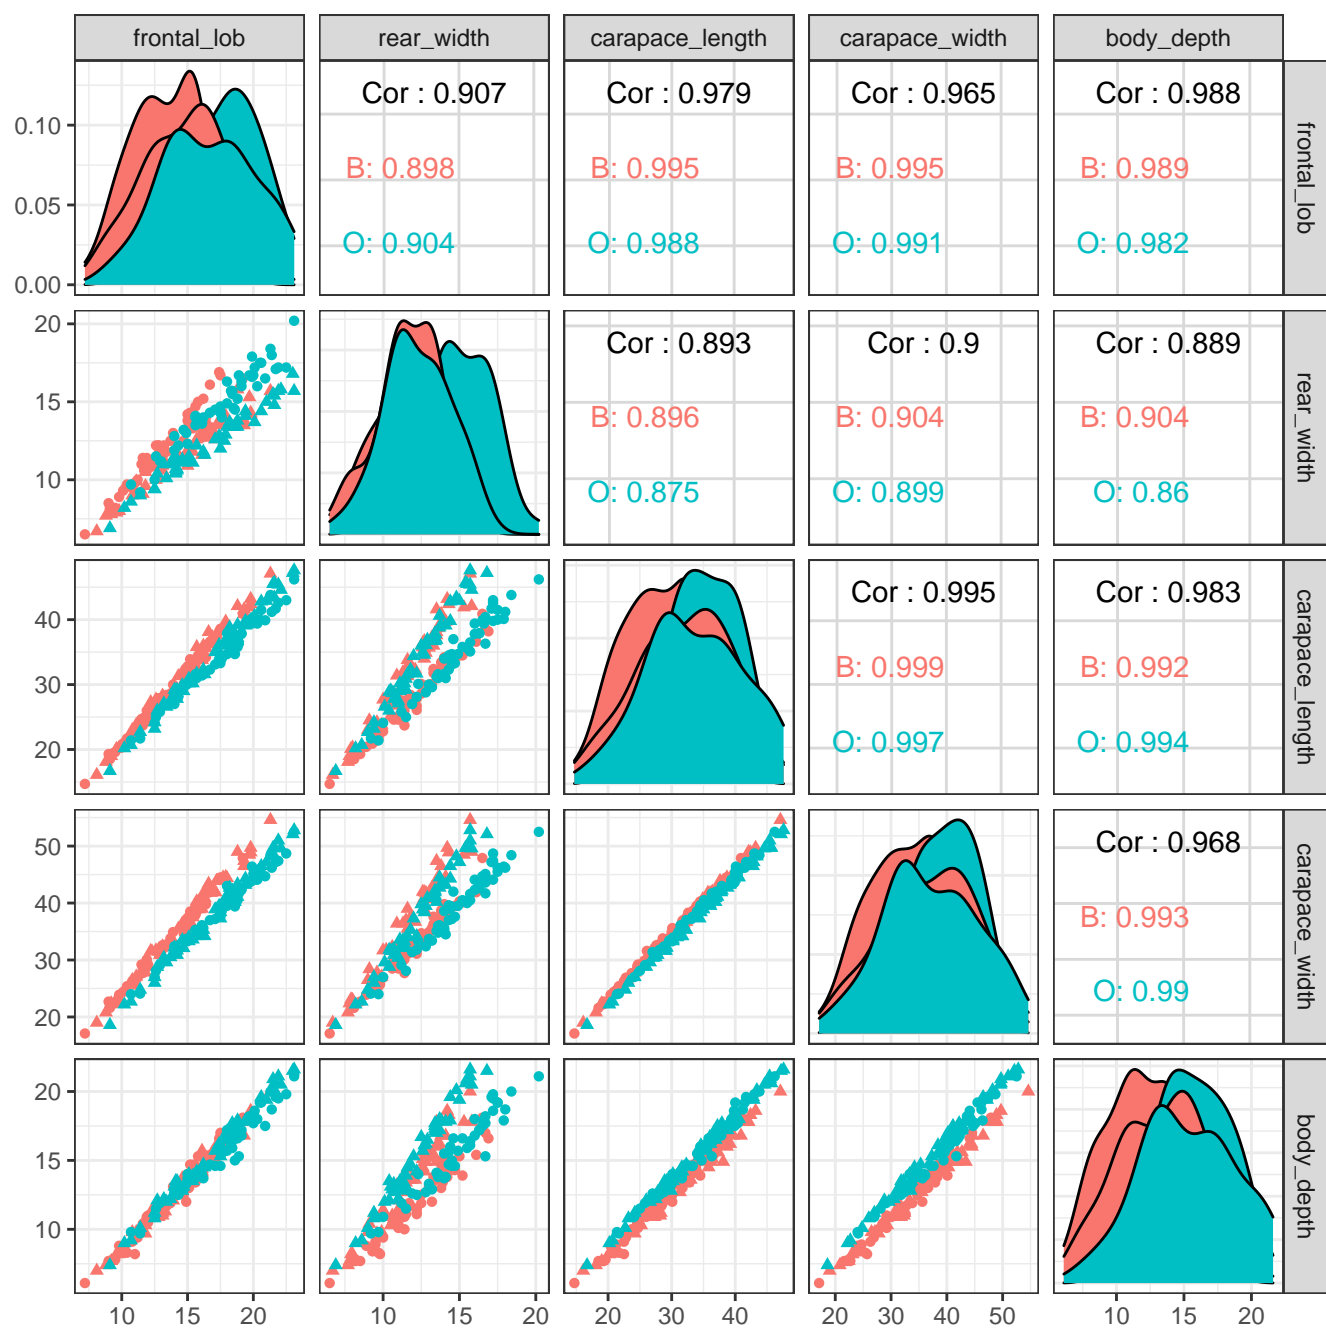 frontal_lob rear_width carapace_length carapace_width body_depth
Cor : 0.907 Cor : 0.979 Cor : 0.965 Cor : 0.988
0.10
B: 0.898 B: 0.995 B: 0.995 B: 0.989
frontal_lob
0.05
O: 0.904 O: 0.988 O: 0.991 O: 0.982
0.00
20
Cor : 0.893 Cor : 0.9 Cor : 0.889
15
B: 0.896 B: 0.904 B: 0.904
rear_width
10
O: 0.875 O: 0.899 O: 0.86
Cor : 0.995 Cor : 0.983
40
B: 0.999 B: 0.992
carapace_length
30
O: 0.997 O: 0.994
20
50
Cor : 0.968
40
B: 0.993
carapace_width
30
O: 0.99
20
20
15
body_depth
10
10 15 20 10 15 20 20 30 40 20 30 40 50 10 15 20